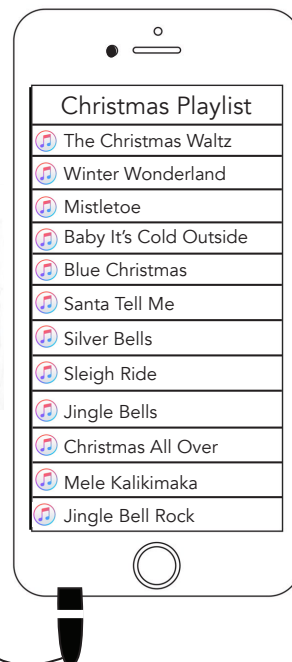 Christmas Playlist
The Christmas Waltz
Winter Wonderland
Mistletoe
Baby It's Cold Outside
Blue Christmas
Santa Tell Me
Silver Bells
Sleigh Ride
Jingle Bells
Christmas All Over
Mele Kalikimaka
Jingle Bell Rock